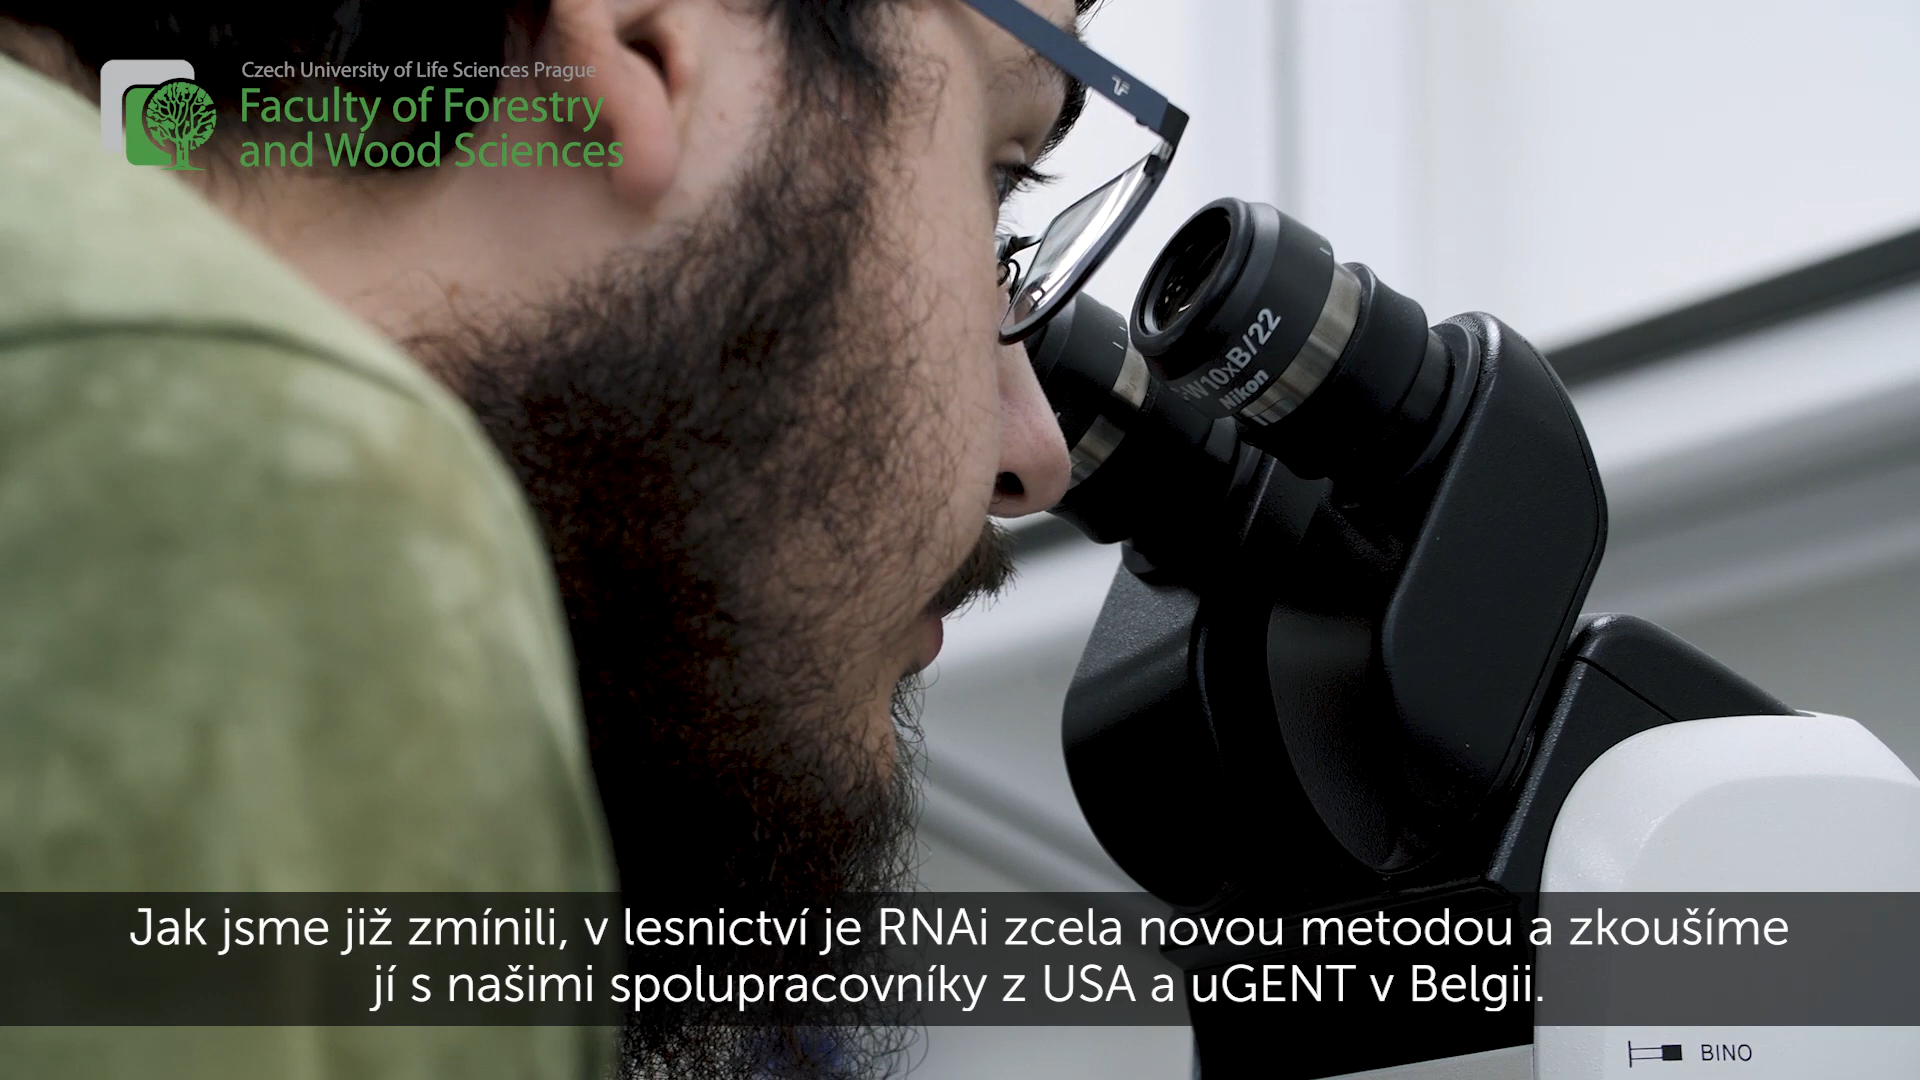 Czech University of Life Sciences Prague
Faculty of Forestry
and Wood Sciences
W10xB/22
Nikon
Jak jsme již zmínili, v lesnictví je RNAi zcela novou metodou a zkoušíme
jí s našimi spolupracovníky z USA a uGENT v Belgii.
BINO